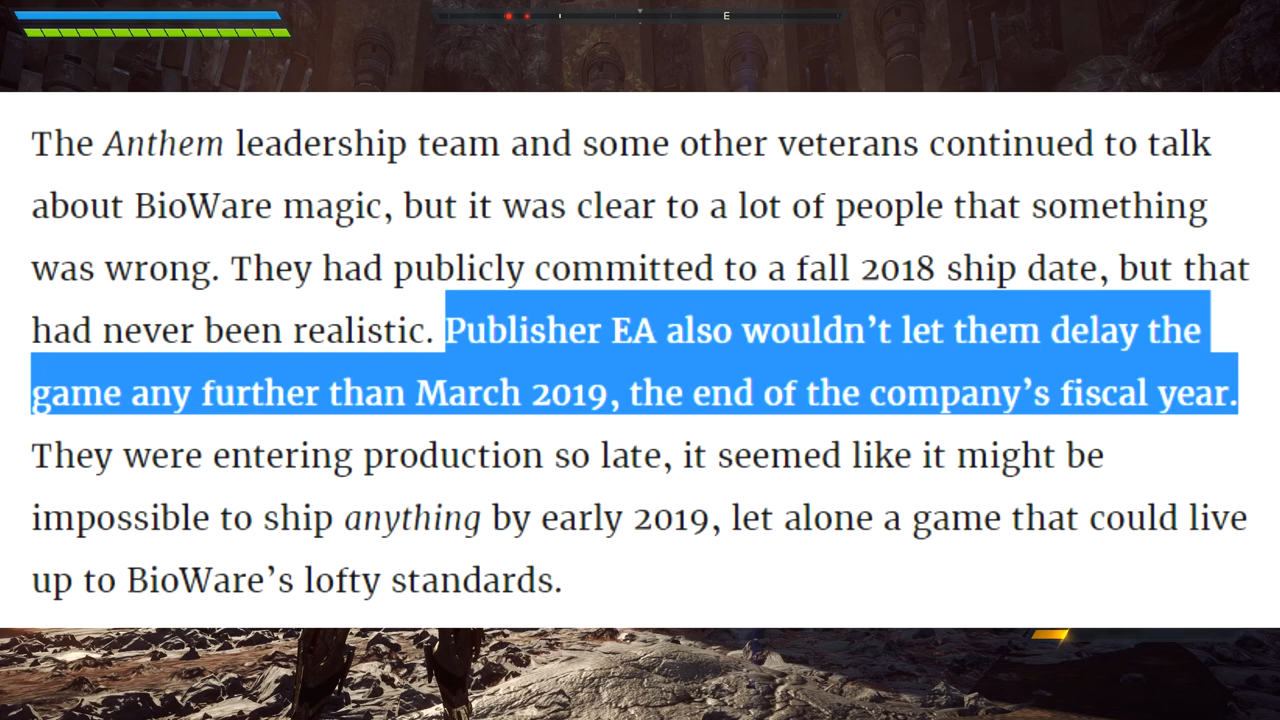 E
The Anthem leadership team and some other veterans continued to talk
about BioWare magic, but it was clear to a lot of people that something
was wrong. They had publicly committed to a fall 2018 ship date, but that
had never been realistic. Publisher EA also wouldn’t let them delay the
game any further than March 2019, the end of the company’s fiscal year.
They were entering production so late, it seemed like it might be
impossible to ship anything by early 2019, let alone a game that could live
up to BioWare’s lofty standards.